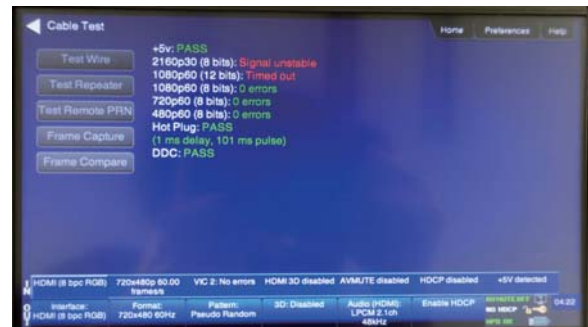 Cable Test
Home Preferences Help
Test Wire
Test Repeater
Test Remote PRN
Frame Capture
Frame Compare
+5v: PASS
2160p30 (8 bits): Signal unstable
1080p60 (12 bits): Timed out
1080p60 (8 bits): 0 errors
720p60 (8 bits): 0 errors
480p60 (8 bits): 0 errors
Hot Plug: PASS
(1 ms delay, 101 ms pulse)
DDC: PASS
IN
HDMI (8 bpc RGB)
720x480p 60.00
frames/s
VIC 2: No errors
HDMI 3D disabled
AVMUTE disabled
HDCP disabled
+5V detected
Interface:
HDMI (8 bpc RGB)
Format:
720x480 60Hz
Pattern:
Pseudo Random
3D: Disabled
Audio (HDMI):
LPCM 2.1ch
48kHz
Enable HDCP
NO HDCP
04:22